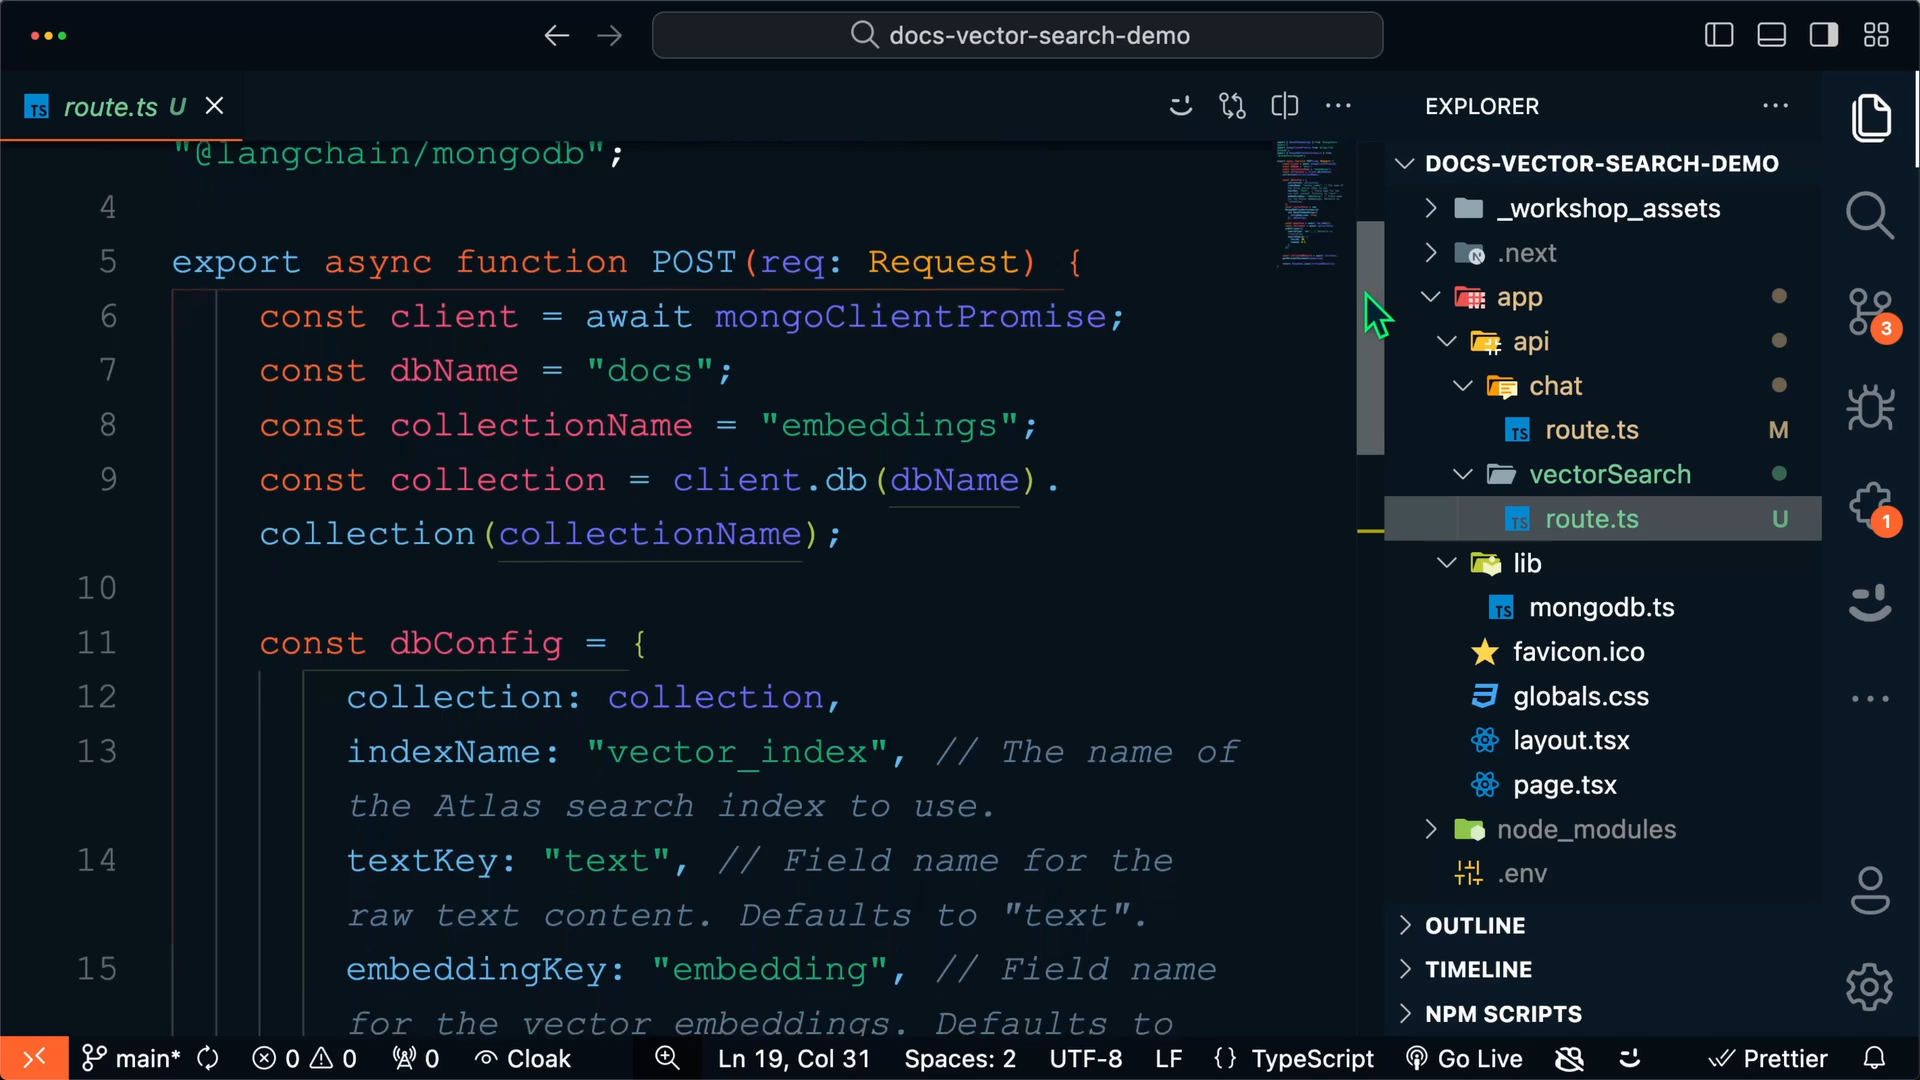 docs-vector-search-demo
TS route.ts U
EXPLORER
"@langchain/mongodb";
4
5 export async function POST(req: Request) {
6 const client = await mongoClientPromise;
7 const dbName = "docs";
8 const collectionName = "embeddings";
9 const collection = client.db(dbName).
collection(collectionName);
10
11 const dbConfig = {
12 collection: collection,
13 indexName: "vector_index", // The name of
the Atlas search index to use.
14 textKey: "text", // Field name for the
raw text content. Defaults to "text".
15 embeddingKey: "embedding", // Field name
for the vector embeddings. Defaults to
DOCS-VECTOR-SEARCH-DEMO
_workshop_assets
N .next
app
api
chat
TS route.ts M
vectorSearch
TS route.ts U
lib
TS mongodb.ts
favicon.ico
globals.css
layout.tsx
page.tsx
node_modules
.env
OUTLINE
TIMELINE
NPM SCRIPTS
3
1
main* 0 0 0 Cloak Ln 19, Col 31 Spaces: 2 UTF-8 LF {} TypeScript Go Live Prettier